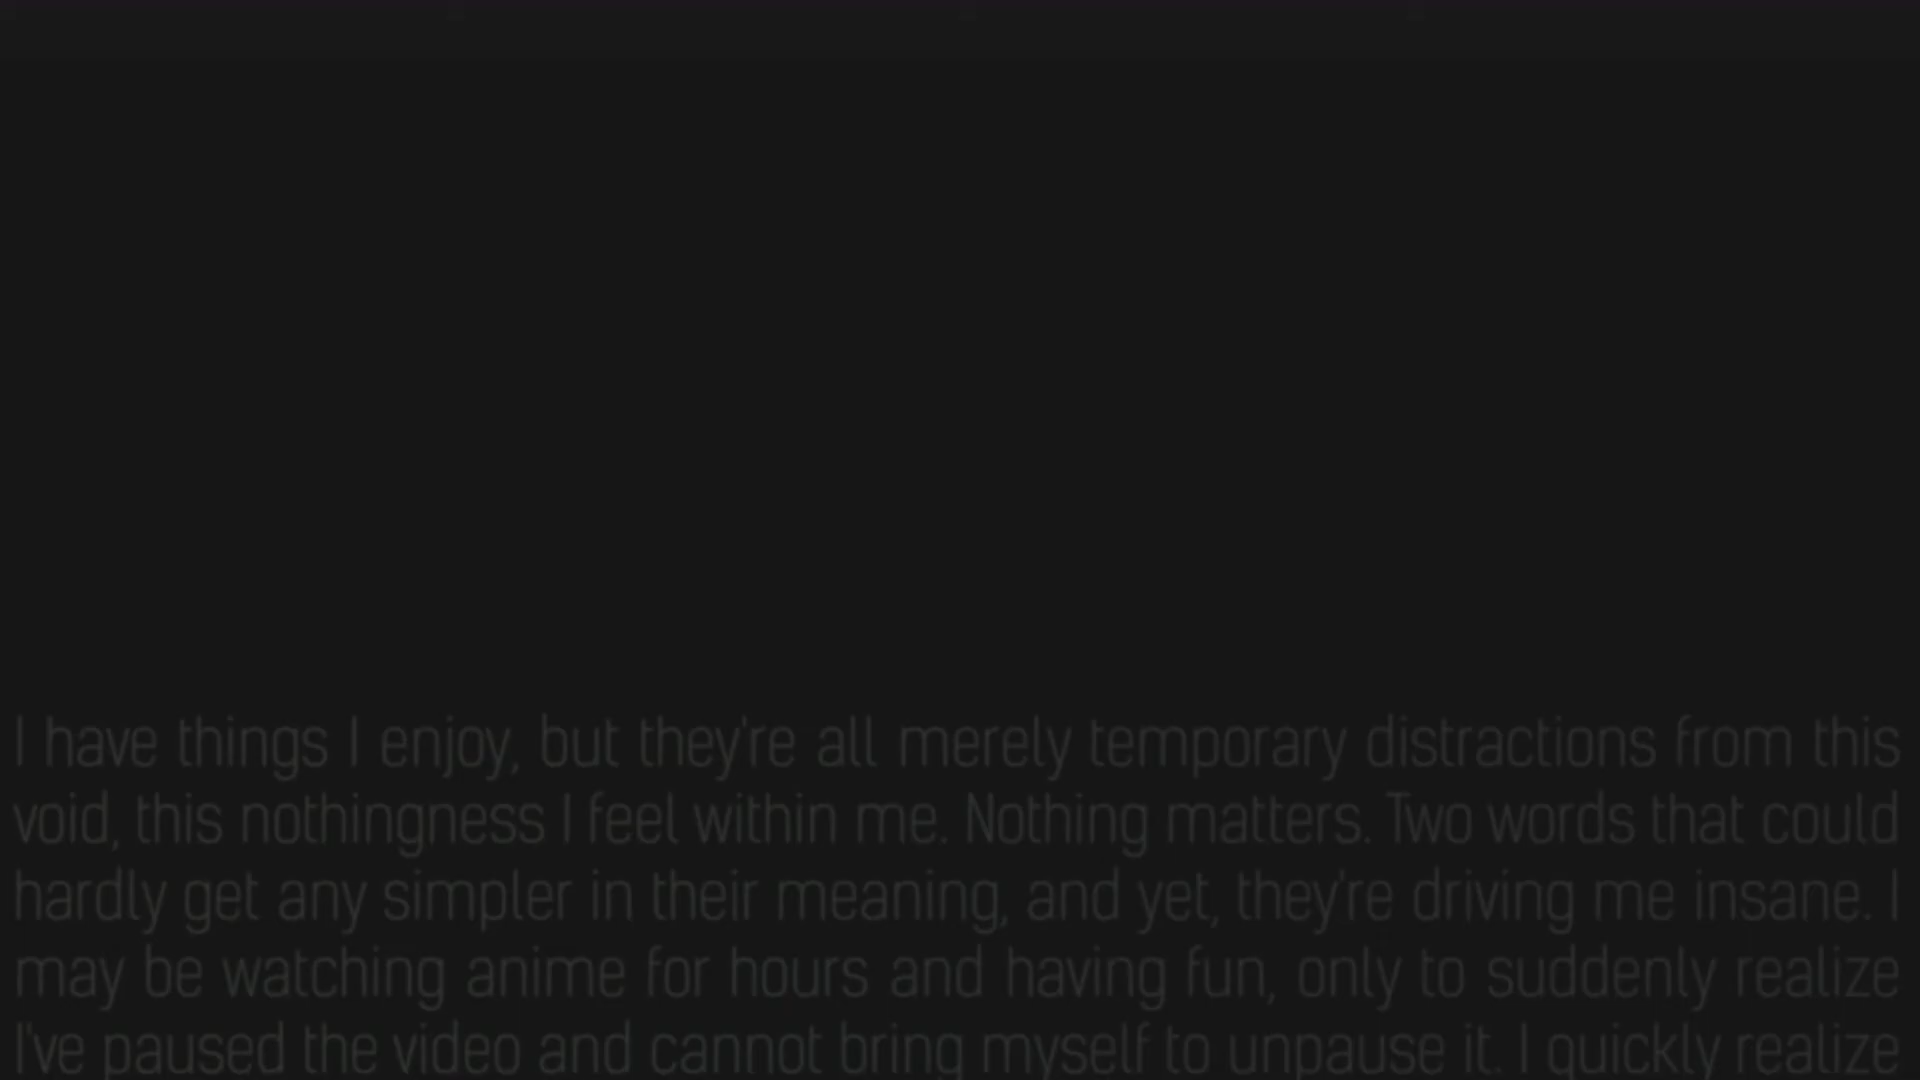 I have things I enjoy, but they're all merely temporary distractions from this
void, this nothingness I feel within me. Nothing matters. Two words that could
hardly get any simpler in their meaning, and yet, they're driving me insane. I
may be watching anime for hours and having fun, only to suddenly realize
I've paused the video and cannot bring myself to unpause it. I quickly realize